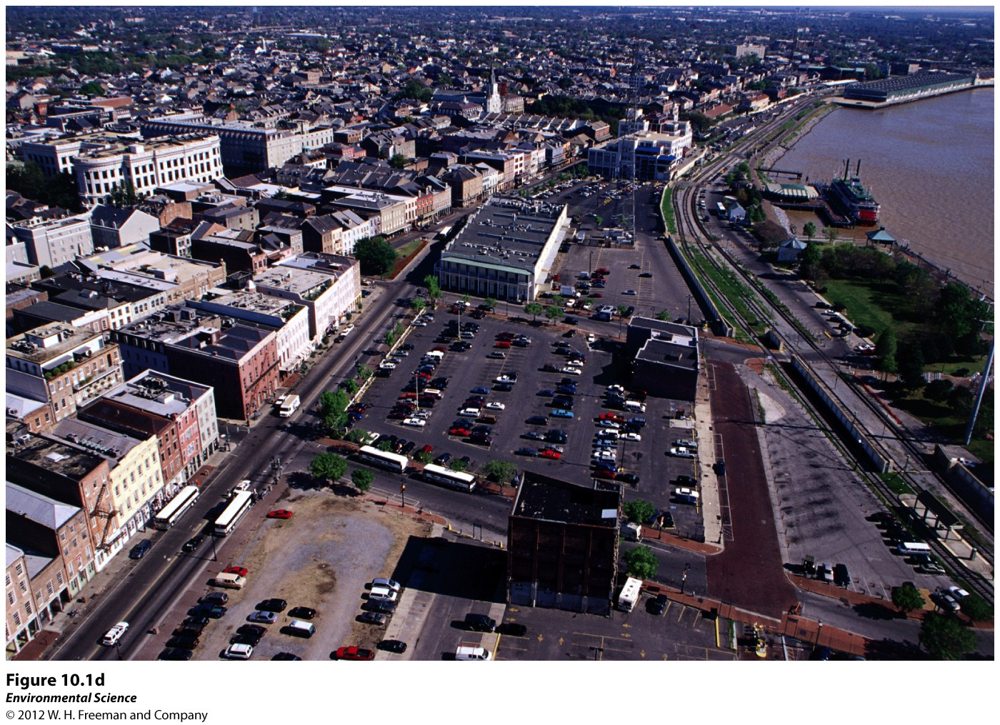 Figure 10.1d
Environmental Science
© 2012 W. H. Freeman and Company